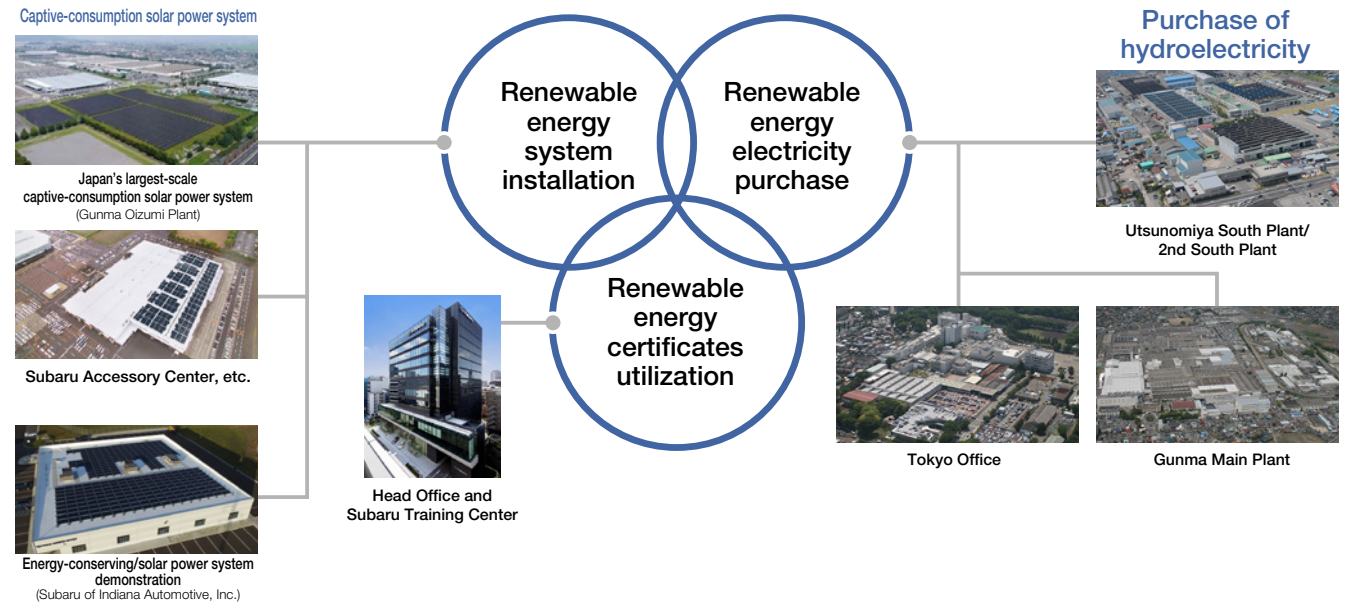 Captive-consumption solar power system
Japan's largest-scale
captive-consumption solar power system
(Gunma Oizumi Plant)
Subaru Accessory Center, etc.
Energy-conserving/solar power system
demonstration
(Subaru of Indiana Automotive, Inc.)
Renewable
energy
system
installation
Renewable
energy
electricity
purchase
Renewable
energy
certificates
utilization
Head Office and
Subaru Training Center
Purchase of
hydroelectricity
Utsunomiya South Plant/
2nd South Plant
Tokyo Office
Gunma Main Plant